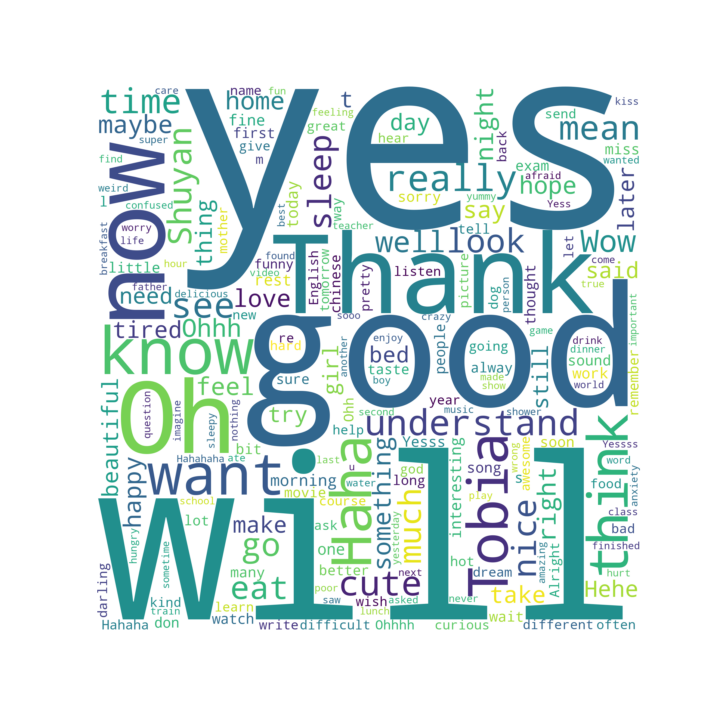 yes
Will
good
Thank
Oh
now
know
want
think
Haha
Tobia
time
care
name
fun
home
kiss
maybe
super
fine
first
feeling
great
t
day
night
send
mean
hear
back
miss
wanted
find
weird
l
confused
Shuyan
give
m
sleep
really
exam
afraid
hope
yummy
Yess
later
thing
mother
today
best
way
teacher
sorry
say
tell
let
come
true
Wow
said
well
look
worry
life
breakfast
hour
little
father
need
delicious
see
found
funny
video
rest
love
new
English
tomorrow
chinese
pretty
listen
picture
dog
person
thought
game
tired
Ohhh
re
hard
sooo
enjoy
another
crazy
people
going
alway
made
show
still
drink
dinner
sound
work
world
important
remember
bed
taste
boy
girl
sure
feel
try
year
music
shower
beautiful
question
imagine
sleepy
nothing
bit
Ohh
second
help
understand
Yesss
soon
Yessss
happy
Hahahaha
ate
last
u
god
song
interesting
wrong
awesome
word
food
anxiety
morning
movie
water
long
s
course
something
much
nice
right
class
bad
finished
school
lot
make
ask
one
yesterday
play
amazing
Alright
hungry
sometime
go
many
better
poor
next
hot
dream
hurt
Hehe
darling
kind
train
eat
learn
wish
saw
asked
lunch
cute
never
take
wait
Hahaha
don
watch
write
difficult
Ohhhh
curious
different
often